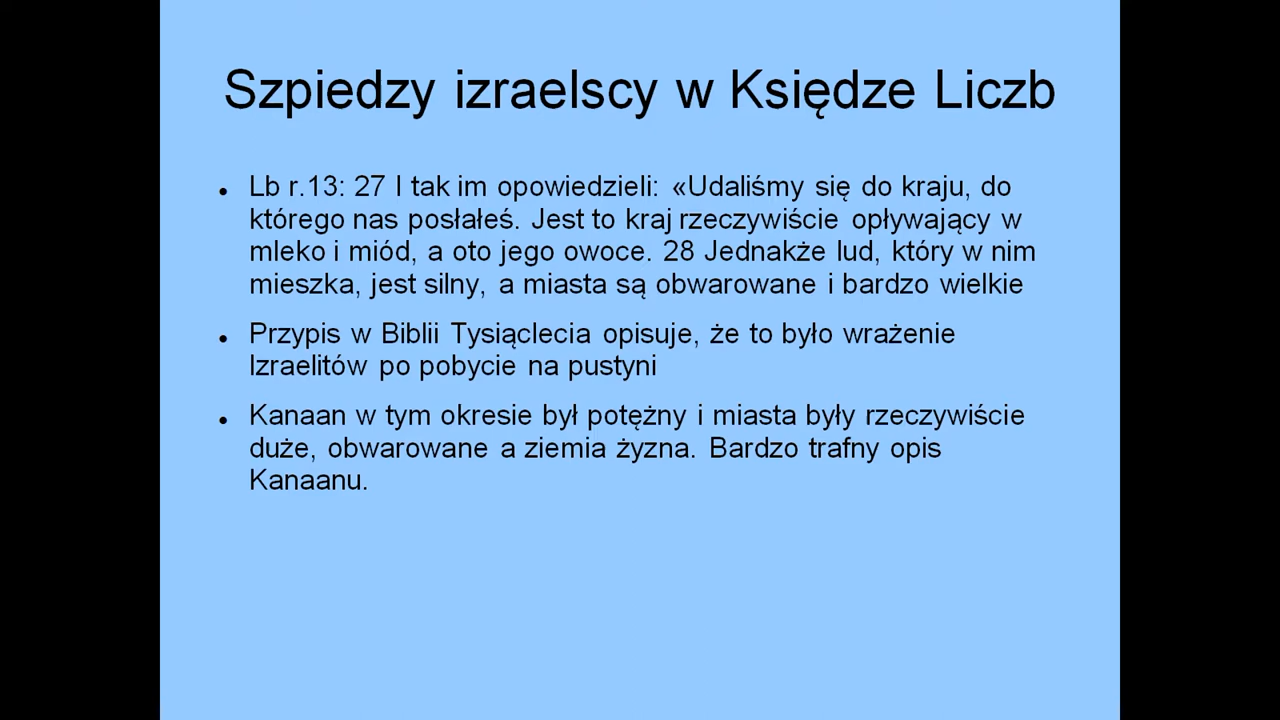 Szpiedzy izraelscy w Księdze Liczb
● Lb r.13: 27 I tak im opowiedzieli: «Udaliśmy się do kraju, do
którego nas posłałeś. Jest to kraj rzeczywiście opływający w
mleko i miód, a oto jego owoce. 28 Jednakże lud, który w nim
mieszka, jest silny, a miasta są obwarowane i bardzo wielkie
● Przypis w Biblii Tysiąclecia opisuje, że to było wrażenie
Izraelitów po pobycie na pustyni
● Kanaan w tym okresie był potężny i miasta były rzeczywiście
duże, obwarowane a ziemia żyzna. Bardzo trafny opis
Kanaanu.